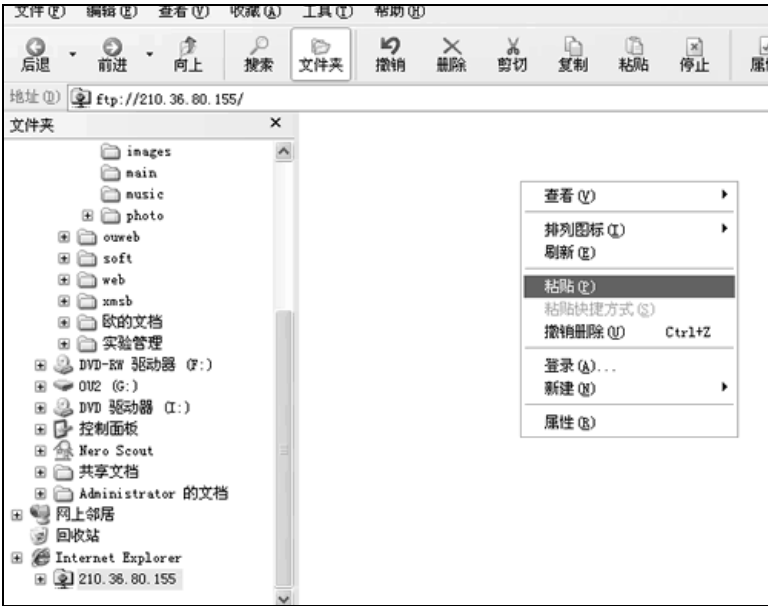 文件(F) 编辑(E) 查看(V) 收藏(A) 工具(T) 帮助(H)
后退 前进 向上 搜索 文件夹 撤销 删除 剪切 复制 粘贴 停止
地址(D) ftp://210.36.80.155/
文件夹 ×
images
main
music
photo
ouweb
soft
web
xmsb
欧的文档
实验管理
DVD-RW 驱动器 (F:)
OU2 (G:)
DVD 驱动器 (I:)
控制面板
Nero Scout
共享文档
Administrator 的文档
网上邻居
回收站
Internet Explorer
210.36.80.155
查看(V)
排列图标(I)
刷新(E)
粘贴(P)
粘贴快捷方式(S)
撤销删除(U) Ctrl+Z
登录(A)...
新建(N)
属性(R)